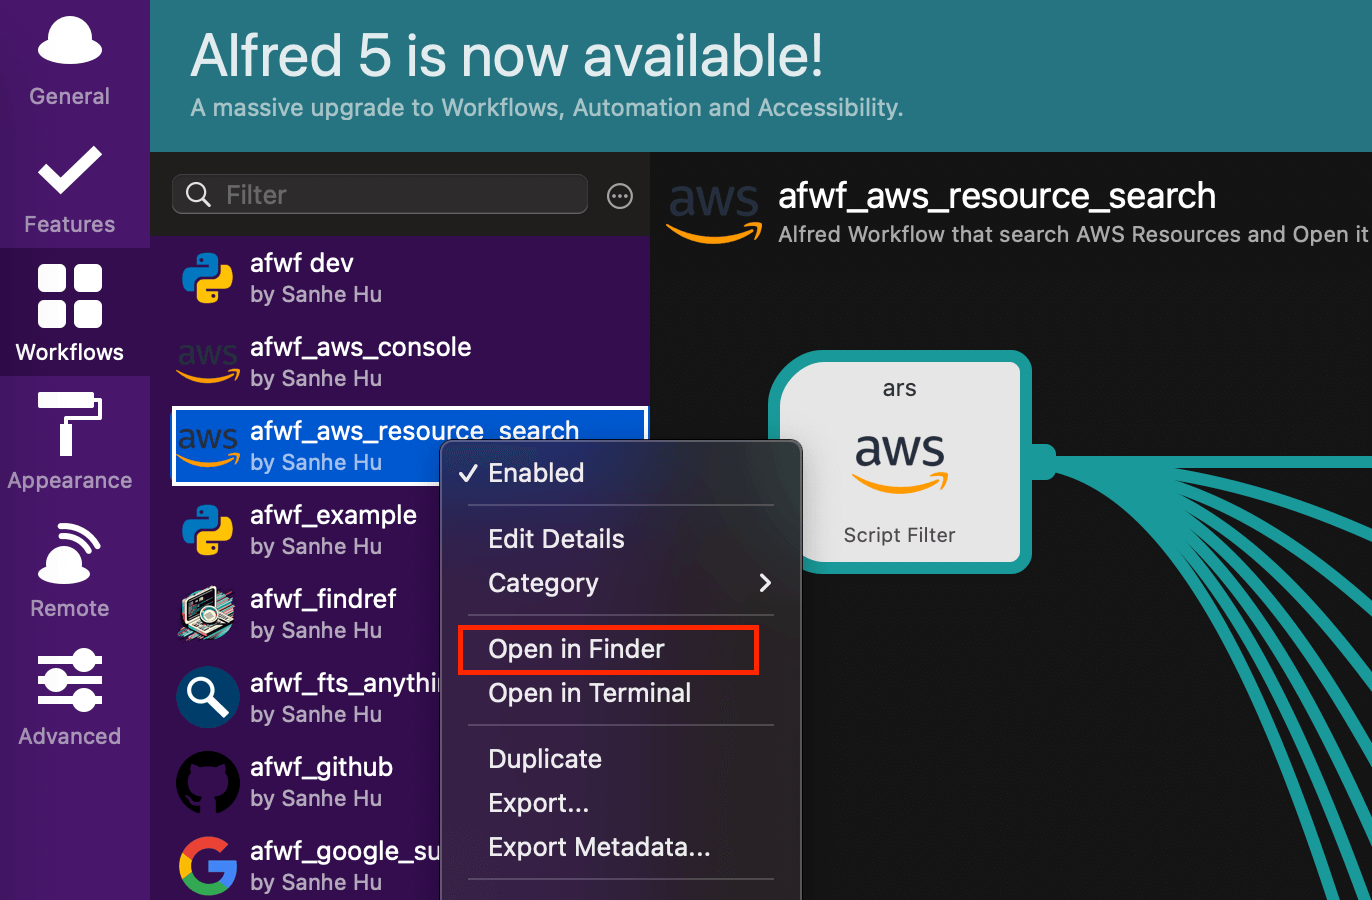 Alfred 5 is now available!
A massive upgrade to Workflows, Automation and Accessibility.
General
Features
Workflows
Appearance
Remote
Advanced
Filter
afwf dev
by Sanhe Hu
aws
afwf_aws_console
by Sanhe Hu
aws
afwf_aws_resource_search
by Sanhe Hu
afwf_example
by Sanhe Hu
afwf_findref
by Sanhe Hu
afwf_fts_anythi
by Sanhe Hu
afwf_github
by Sanhe Hu
afwf_google_su
by Sanhe Hu
Enabled
Edit Details
Category
Open in Finder
Open in Terminal
Duplicate
Export...
Export Metadata...
aws
afwf_aws_resource_search
Alfred Workflow that search AWS Resources and Open it
ars
aws
Script Filter